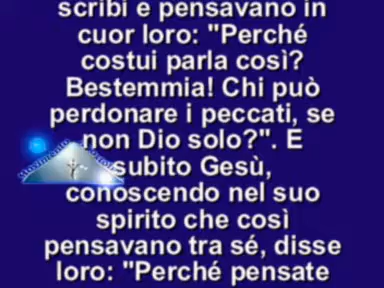 scribi e pensavano in
cuor loro: "Perché
costui parla così?
Bestemmia! Chi può
perdonare i peccati, se
non Dio solo?". E
subito Gesù,
conoscendo nel suo
spirito che così
pensavano tra sé, disse
loro: "Perché pensate